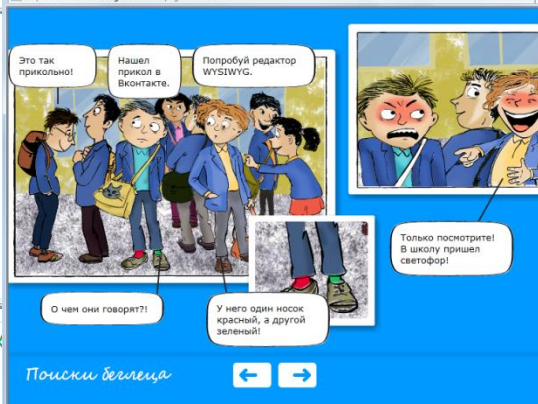 Это так
прикольно!
Нашел
прикол в
Вконтакте.
Попробуй редактор
WYSIWYG.
Только посмотрите!
В школу пришел
светофор!
О чем они говорят?!
У него один носок
красный, а другой
зеленый!
Поиски беглеца